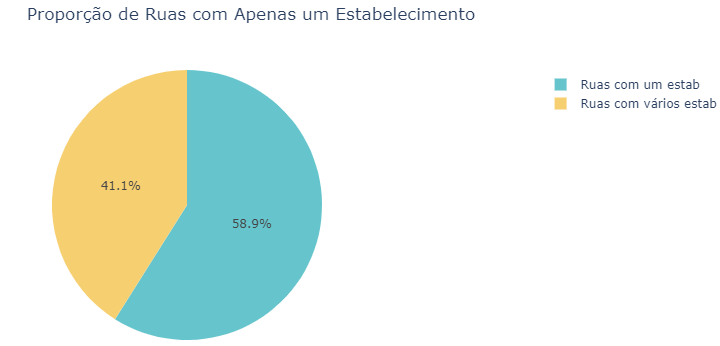 Proporção de Ruas com Apenas um Estabelecimento
Ruas com um estab
Ruas com vários estab
41.1%
58.9%